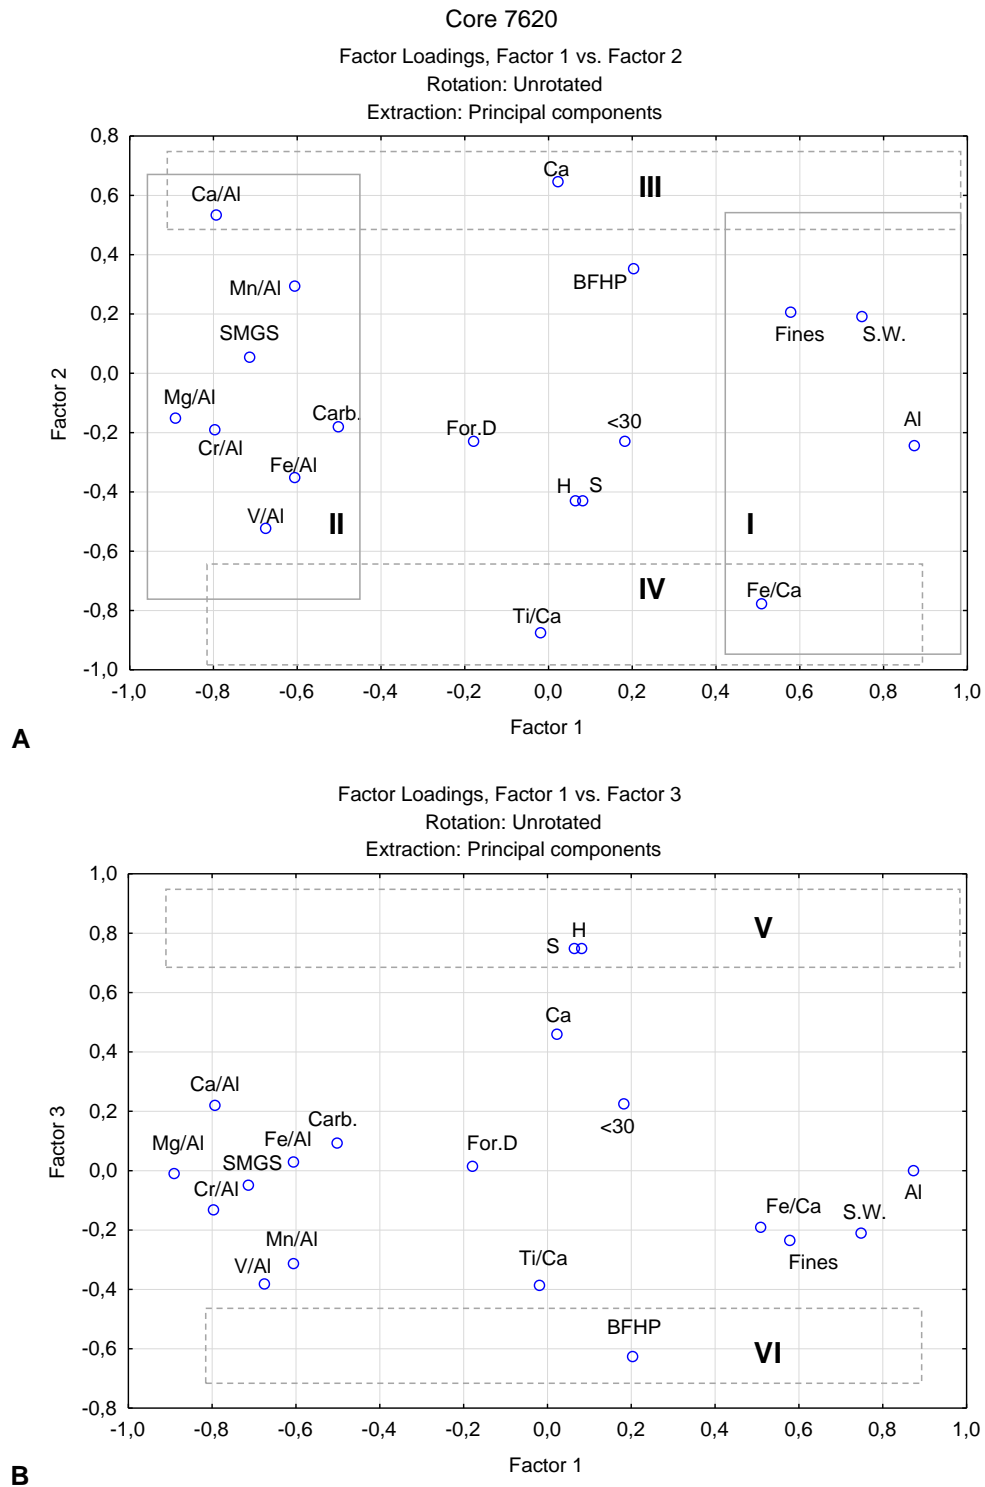 Core 7620
Factor Loadings, Factor 1 vs. Factor 2
Rotation: Unrotated
Extraction: Principal components
0,8
Ca
III
0,6
Ca/Al
0,4
BFHP
Mn/Al
0,2
SMGS
Fines
S.W.
0,0
Mg/Al
Carb.
For.D
<30
Al
-0,2
Cr/Al
Fe/Al
H
S
-0,4
V/Al
II
I
-0,6
IV
Fe/Ca
Ti/Ca
-0,8
-1,0
Factor 2
-1,0 -0,8 -0,6 -0,4 -0,2 0,0 0,2 0,4 0,6 0,8 1,0
Factor 1
A
Factor Loadings, Factor 1 vs. Factor 3
Rotation: Unrotated
Extraction: Principal components
1,0
V
H
S
0,8
0,6
Ca
0,4
Ca/Al
0,2
Carb.
<30
Mg/Al
Fe/Al
For.D
SMGS
0,0
Cr/Al
Al
Fe/Ca
S.W.
-0,2
Mn/Al
V/Al
Ti/Ca
Fines
-0,4
BFHP
VI
-0,6
-0,8
Factor 3
-1,0 -0,8 -0,6 -0,4 -0,2 0,0 0,2 0,4 0,6 0,8 1,0
Factor 1
B